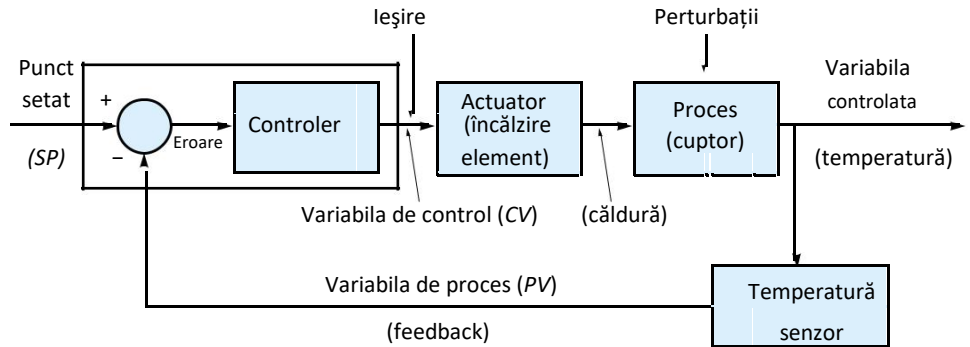 Ieşire
Perturbații
Punct
setat
+
(SP)
−
Eroare
Controler
Actuator
(încălzire
element)
Proces
(cuptor)
Variabila
controlata
(temperatură)
Variabila de control (CV)
(căldură)
Variabila de proces (PV)
(feedback)
Temperatură
senzor